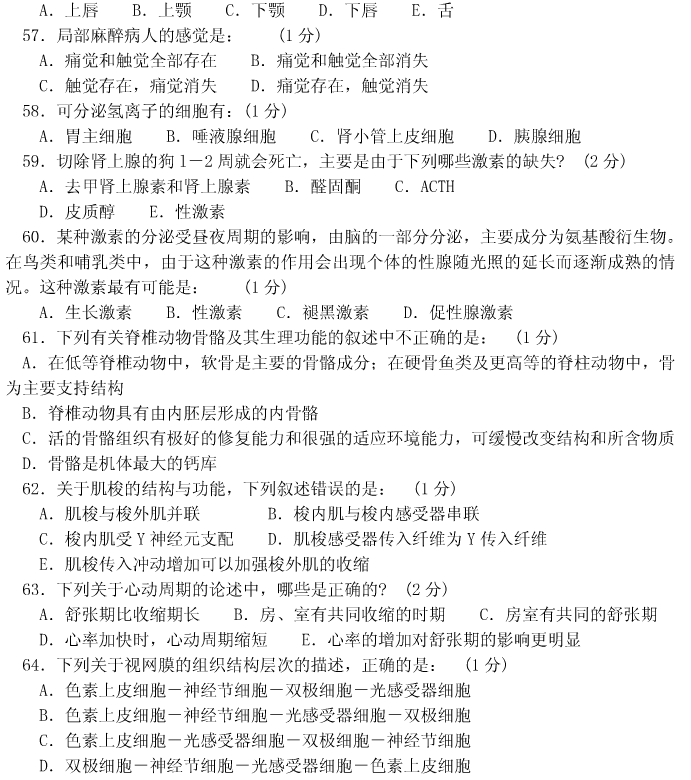 A．上唇　　B．上颚　　C．下颚　　D．下唇　　E．舌
57．局部麻醉病人的感觉是：　　(1分)
A．痛觉和触觉全部存在　　B．痛觉和触觉全部消失
C．触觉存在，痛觉消失　　D．痛觉存在，触觉消失
58．可分泌氢离子的细胞有：(1分)
A．胃主细胞　　B．唾液腺细胞　　C．肾小管上皮细胞　　D．胰腺细胞
59．切除肾上腺的狗1－2周就会死亡，主要是由于下列哪些激素的缺失？　(2分)
A．去甲肾上腺素和肾上腺素　　B．醛固酮　　C．ACTH
D．皮质醇　　E．性激素
60．某种激素的分泌受昼夜周期的影响，由脑的一部分分泌，主要成分为氨基酸衍生物。
在鸟类和哺乳类中，由于这种激素的作用会出现个体的性腺随光照的延长而逐渐成熟的情
况。这种激素最有可能是：　　(1分)
A．生长激素　　B．性激素　　C．褪黑激素　　D．促性腺激素
61．下列有关脊椎动物骨骼及其生理功能的叙述中不正确的是：　(1分)
A．在低等脊椎动物中，软骨是主要的骨骼成分；在硬骨鱼类及更高等的脊柱动物中，骨
为主要支持结构
B．脊椎动物具有由内胚层形成的内骨骼
C．活的骨骼组织有极好的修复能力和很强的适应环境能力，可缓慢改变结构和所含物质
D．骨骼是机体最大的钙库
62．关于肌梭的结构与功能，下列叙述错误的是：　(1分)
A．肌梭与梭外肌并联　　　　B．梭内肌与梭内感受器串联
C．梭内肌受Υ神经元支配　　D．肌梭感受器传入纤维为Υ传入纤维
E．肌梭传入冲动增加可以加强梭外肌的收缩
63．下列关于心动周期的论述中，哪些是正确的？　(2分)
A．舒张期比收缩期长　　B．房、室有共同收缩的时期　　C．房室有共同的舒张期
D．心率加快时，心动周期缩短　　E．心率的增加对舒张期的影响更明显
64．下列关于视网膜的组织结构层次的描述，正确的是：　(1分)
A．色素上皮细胞－神经节细胞－双极细胞－光感受器细胞
B．色素上皮细胞－神经节细胞－光感受器细胞－双极细胞
C．色素上皮细胞－光感受器细胞－双极细胞－神经节细胞
D．双极细胞－神经节细胞－光感受器细胞－色素上皮细胞